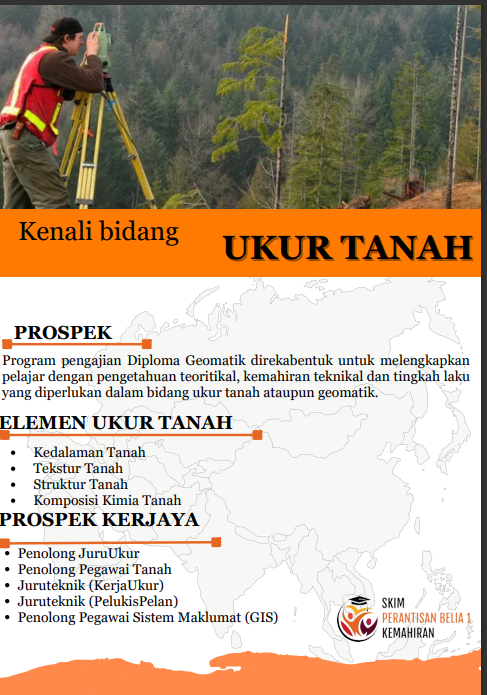 Kenali bidang
UKUR TANAH
PROSPEK
Program pengajian Diploma Geomatik direkabentuk untuk melengkapkan
pelajar dengan pengetahuan teoritikal, kemahiran teknikal dan tingkah laku
yang diperlukan dalam bidang ukur tanah ataupun geomatik.
ELEMEN UKUR TANAH
• Kedalaman Tanah
• Tekstur Tanah
• Struktur Tanah
• Komposisi Kimia Tanah
PROSPEK KERJAYA
• Penolong JuruUkur
• Penolong Pegawai Tanah
• Juruteknik (KerjaUkur)
• Juruteknik (PelukisPelan)
• Penolong Pegawai Sistem Maklumat (GIS)
SKIM
PERANTISAN BELIA 1
KEMAHIRAN